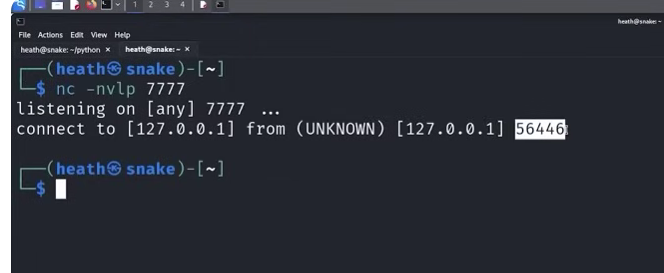 1 2 3 4
heath@snake: ~
File Actions Edit View Help
heath@snake: ~/python × heath@snake: ~ ×
┌──(heath㉿snake)-[~]
└─$ nc -nvlp 7777
listening on [any] 7777 ...
connect to [127.0.0.1] from (UNKNOWN) [127.0.0.1] 56446
┌──(heath㉿snake)-[~]
└─$